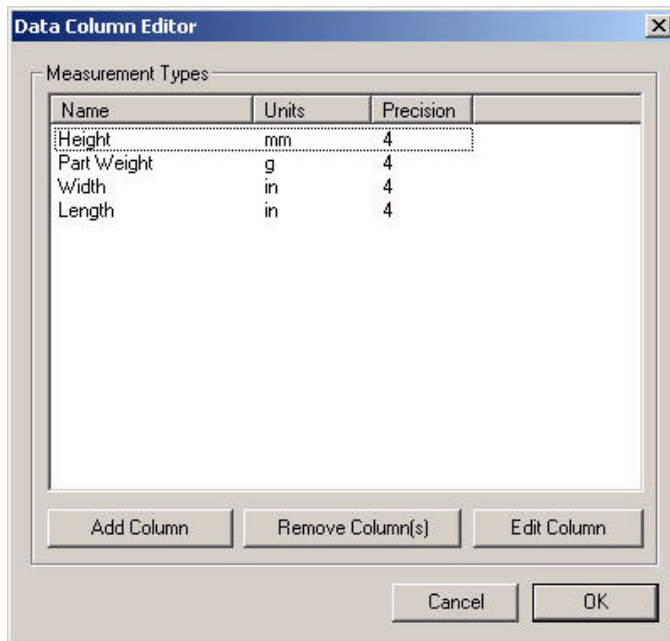 Data Column Editor
Measurement Types
Name Units Precision
Height mm 4
Part Weight g 4
Width in 4
Length in 4
Add Column Remove Column(s) Edit Column
Cancel OK